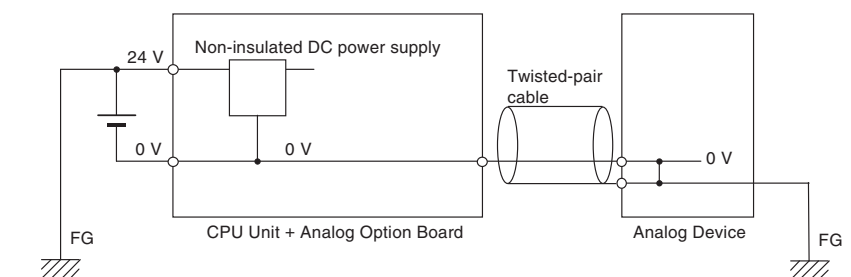 24 V
Non-insulated DC power supply
Twisted-pair
cable
0 V
0 V
0 V
FG
CPU Unit + Analog Option Board
Analog Device
FG